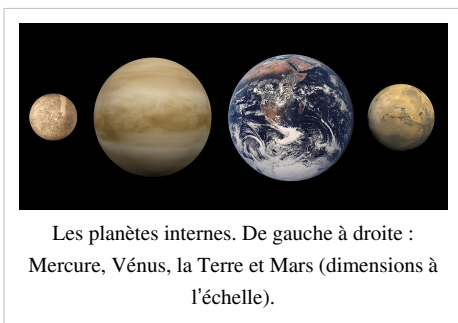 Les planètes internes. De gauche à droite :
Mercure, Vénus, la Terre et Mars (dimensions à
l'échelle).